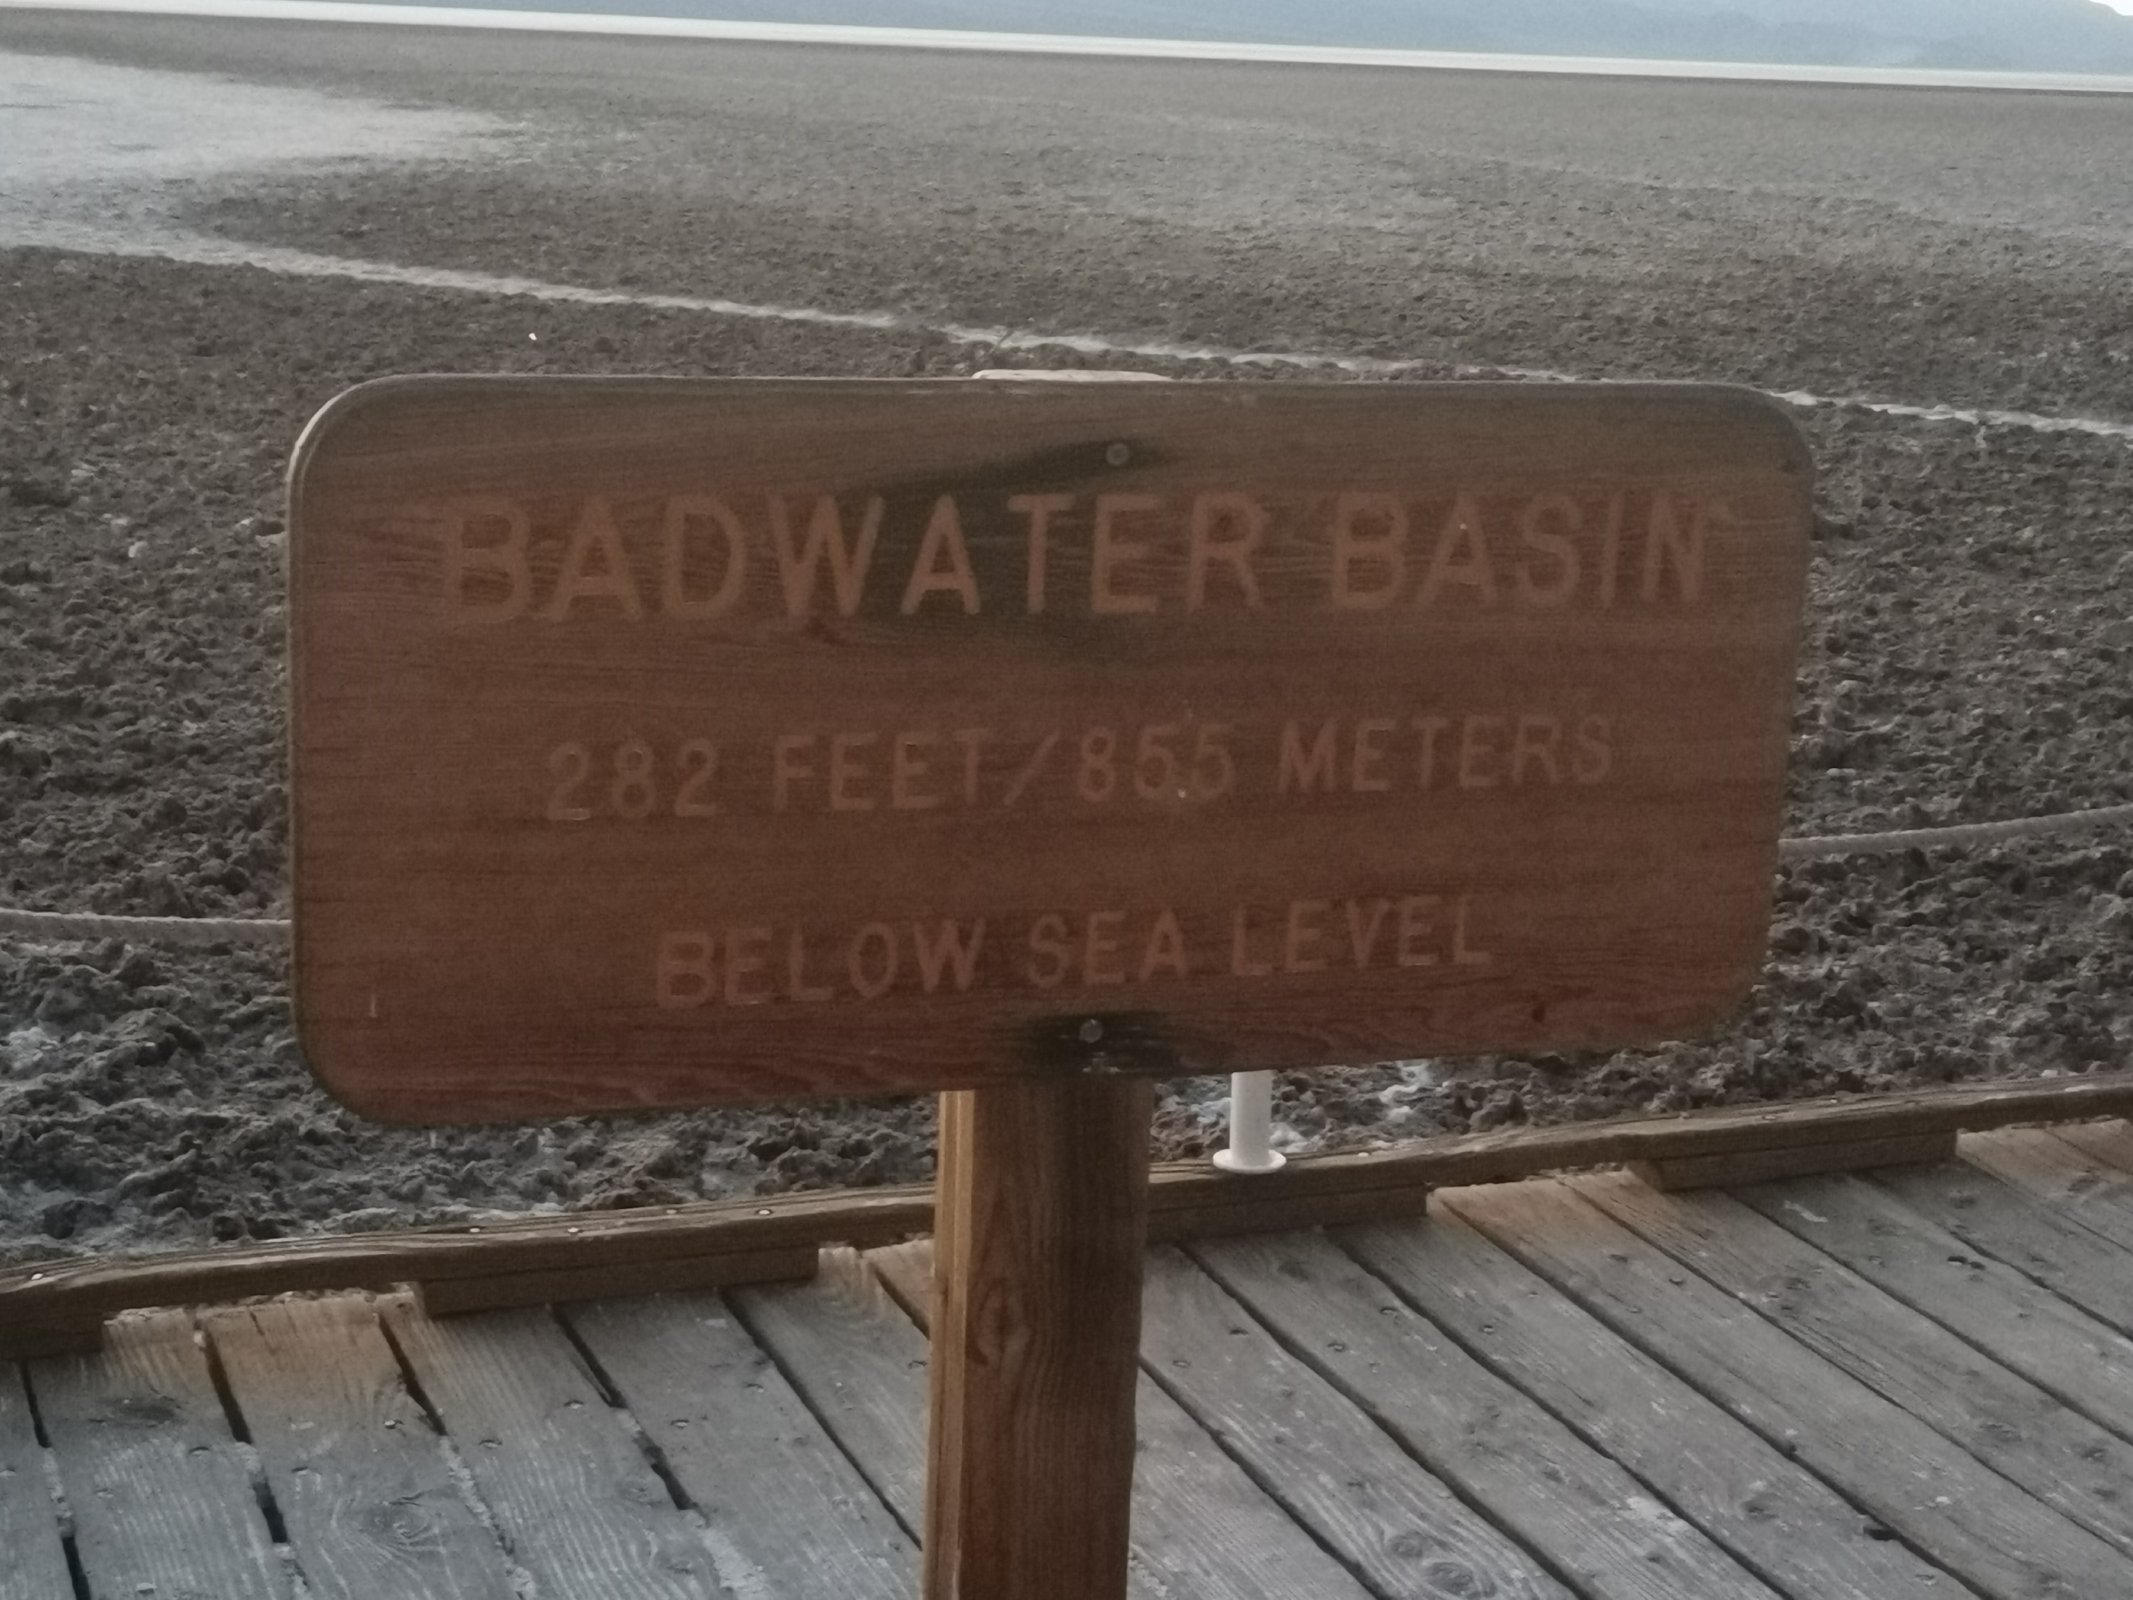 BADWATER BASIN
282 FEET/855 METERS
BELOW SEA LEVEL